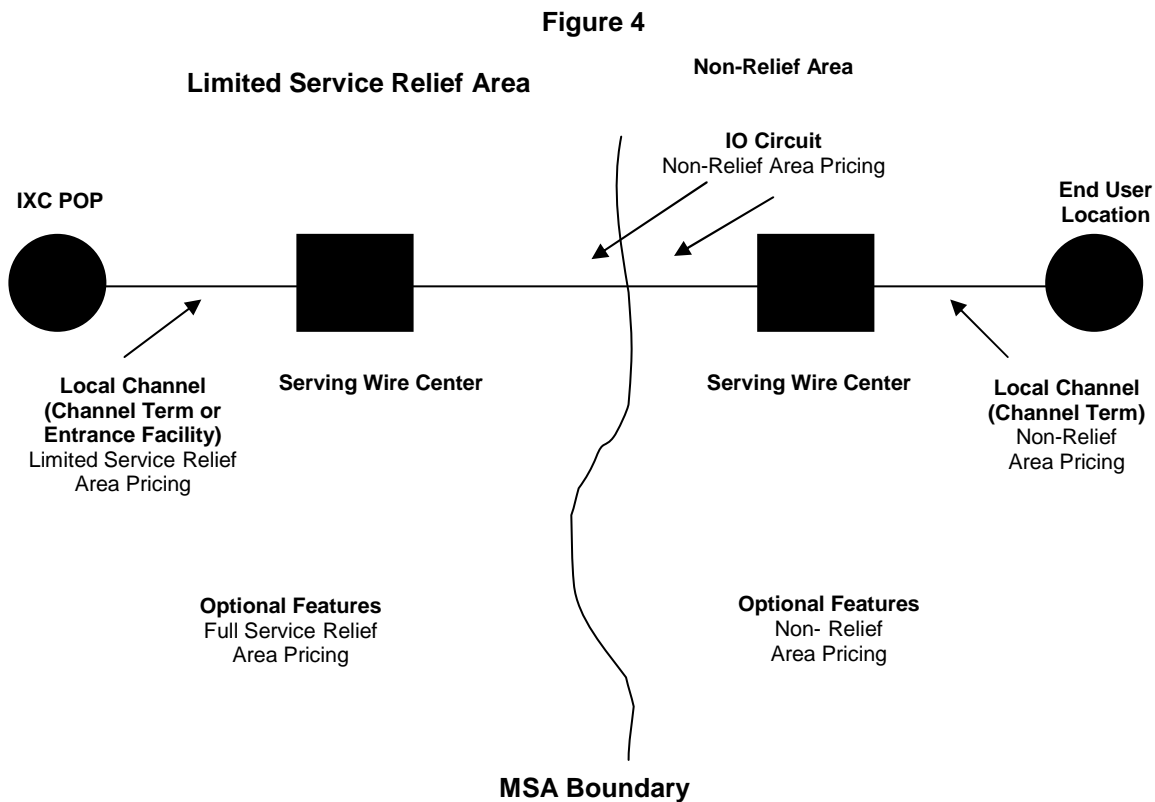 Figure 4
Limited Service Relief Area
Non-Relief Area
IO Circuit
Non-Relief Area Pricing
IXC POP
End User
Location
Local Channel
(Channel Term or
Entrance Facility)
Limited Service Relief
Area Pricing
Serving Wire Center
Serving Wire Center
Local Channel
(Channel Term)
Non-Relief
Area Pricing
Optional Features
Full Service Relief
Area Pricing
Optional Features
Non- Relief
Area Pricing
MSA Boundary